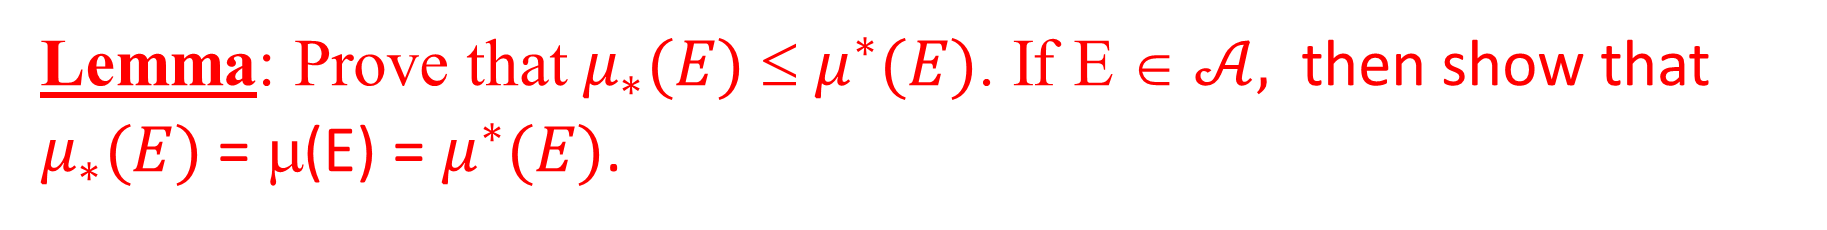 Lemma: Prove that μ₎(E) ≤ μ*(E). If E ∈ 𝒜, then show that
μ₎(E) = μ(E) = μ*(E).